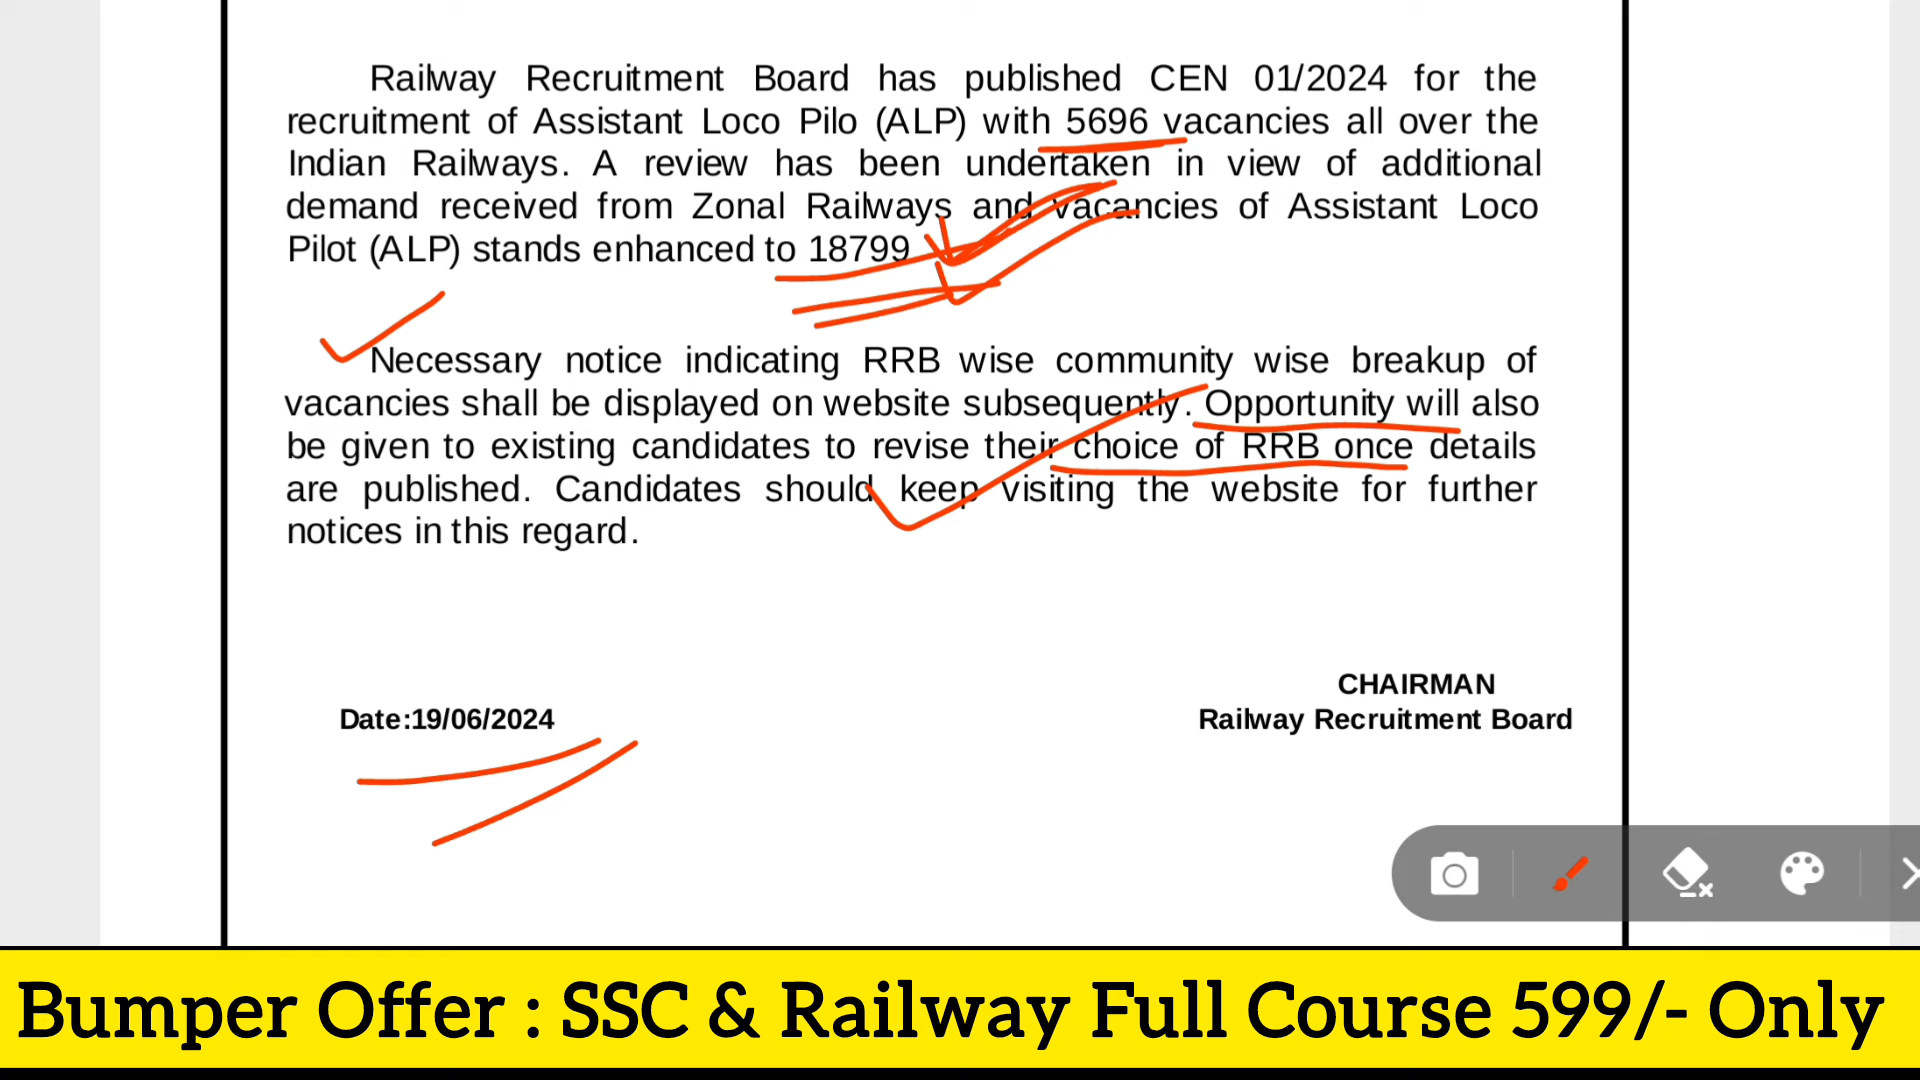 Railway Recruitment Board has published CEN 01/2024 for the
recruitment of Assistant Loco Pilo (ALP) with 5696 vacancies all over the
Indian Railways. A review has been undertaken in view of additional
demand received from Zonal Railways and vacancies of Assistant Loco
Pilot (ALP) stands enhanced to 18799
Necessary notice indicating RRB wise community wise breakup of
vacancies shall be displayed on website subsequently. Opportunity will also
be given to existing candidates to revise their choice of RRB once details
are published. Candidates should keep visiting the website for further
notices in this regard.
CHAIRMAN
Date:19/06/2024 Railway Recruitment Board
Bumper Offer : SSC & Railway Full Course 599/- Only